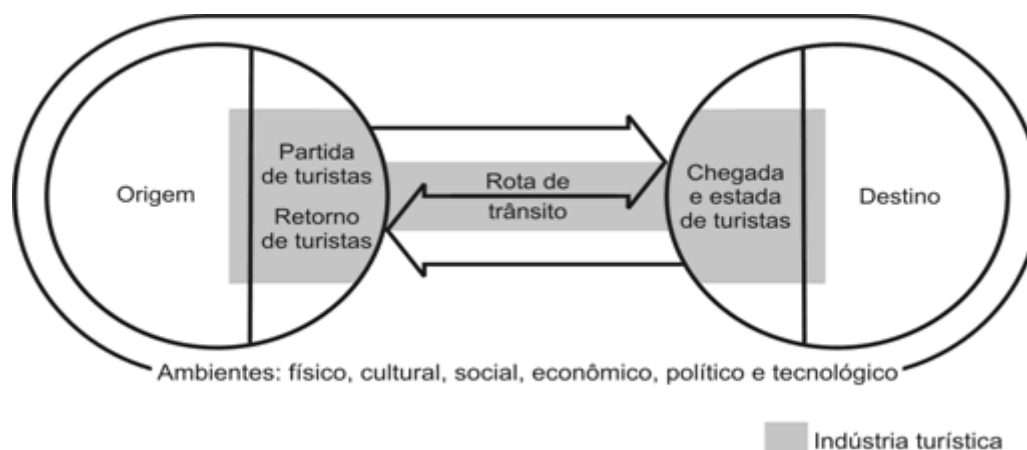 Origem
Partida
de turistas
Retorno
de turistas
Rota de
trânsito
Chegada
e estada
de turistas
Destino
Ambientes: físico, cultural, social, econômico, político e tecnológico
Indústria turística